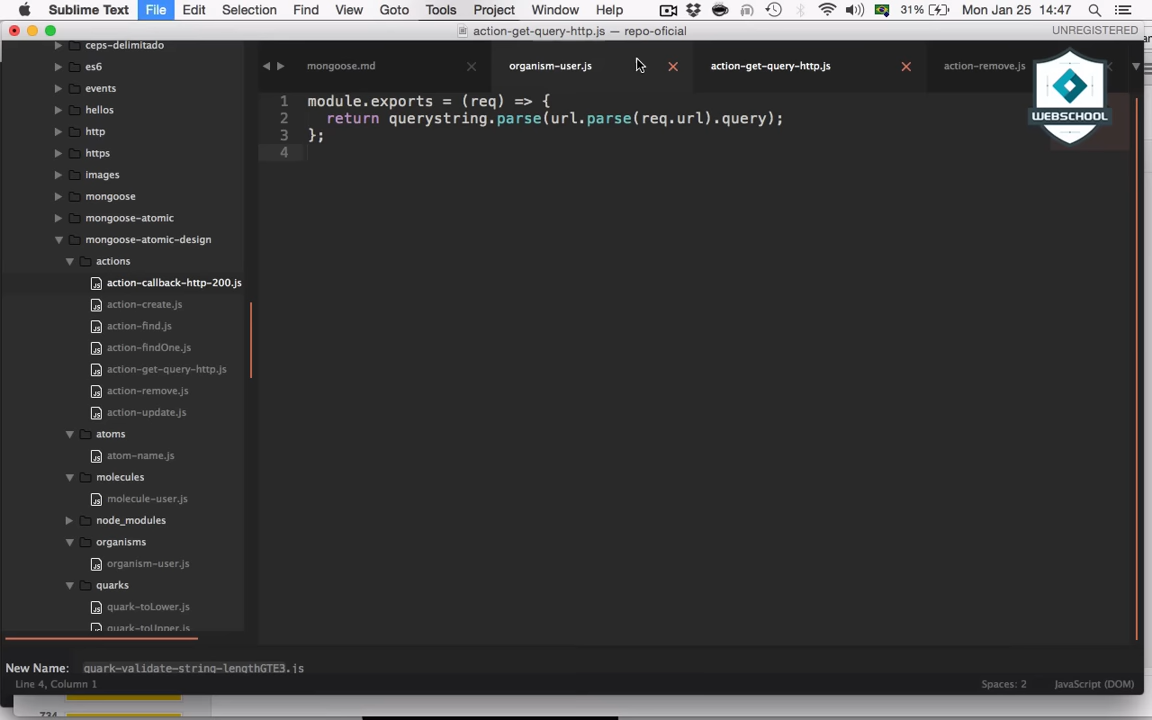 Sublime Text File Edit Selection Find View Goto Tools Project Window Help 31% Mon Jan 25 14:47
action-get-query-http.js — repo-oficial UNREGISTERED
ceps-delimitado
es6
events
hellos
http
https
images
mongoose
mongoose-atomic
mongoose-atomic-design
actions
action-callback-http-200.js
action-create.js
action-find.js
action-findOne.js
action-get-query-http.js
action-remove.js
action-update.js
atoms
atom-name.js
molecules
molecule-user.js
node_modules
organisms
organism-user.js
quarks
quark-toLower.js
quark-toUpper.js
mongoose.md organism-user.js action-get-query-http.js action-remove.js
WEBSCHOOL
1 module.exports = (req) => {
2 return querystring.parse(url.parse(req.url).query);
3 };
4
New Name: quark-validate-string-lengthGTE3.js
Line 4, Column 1 Spaces: 2 JavaScript (DOM)